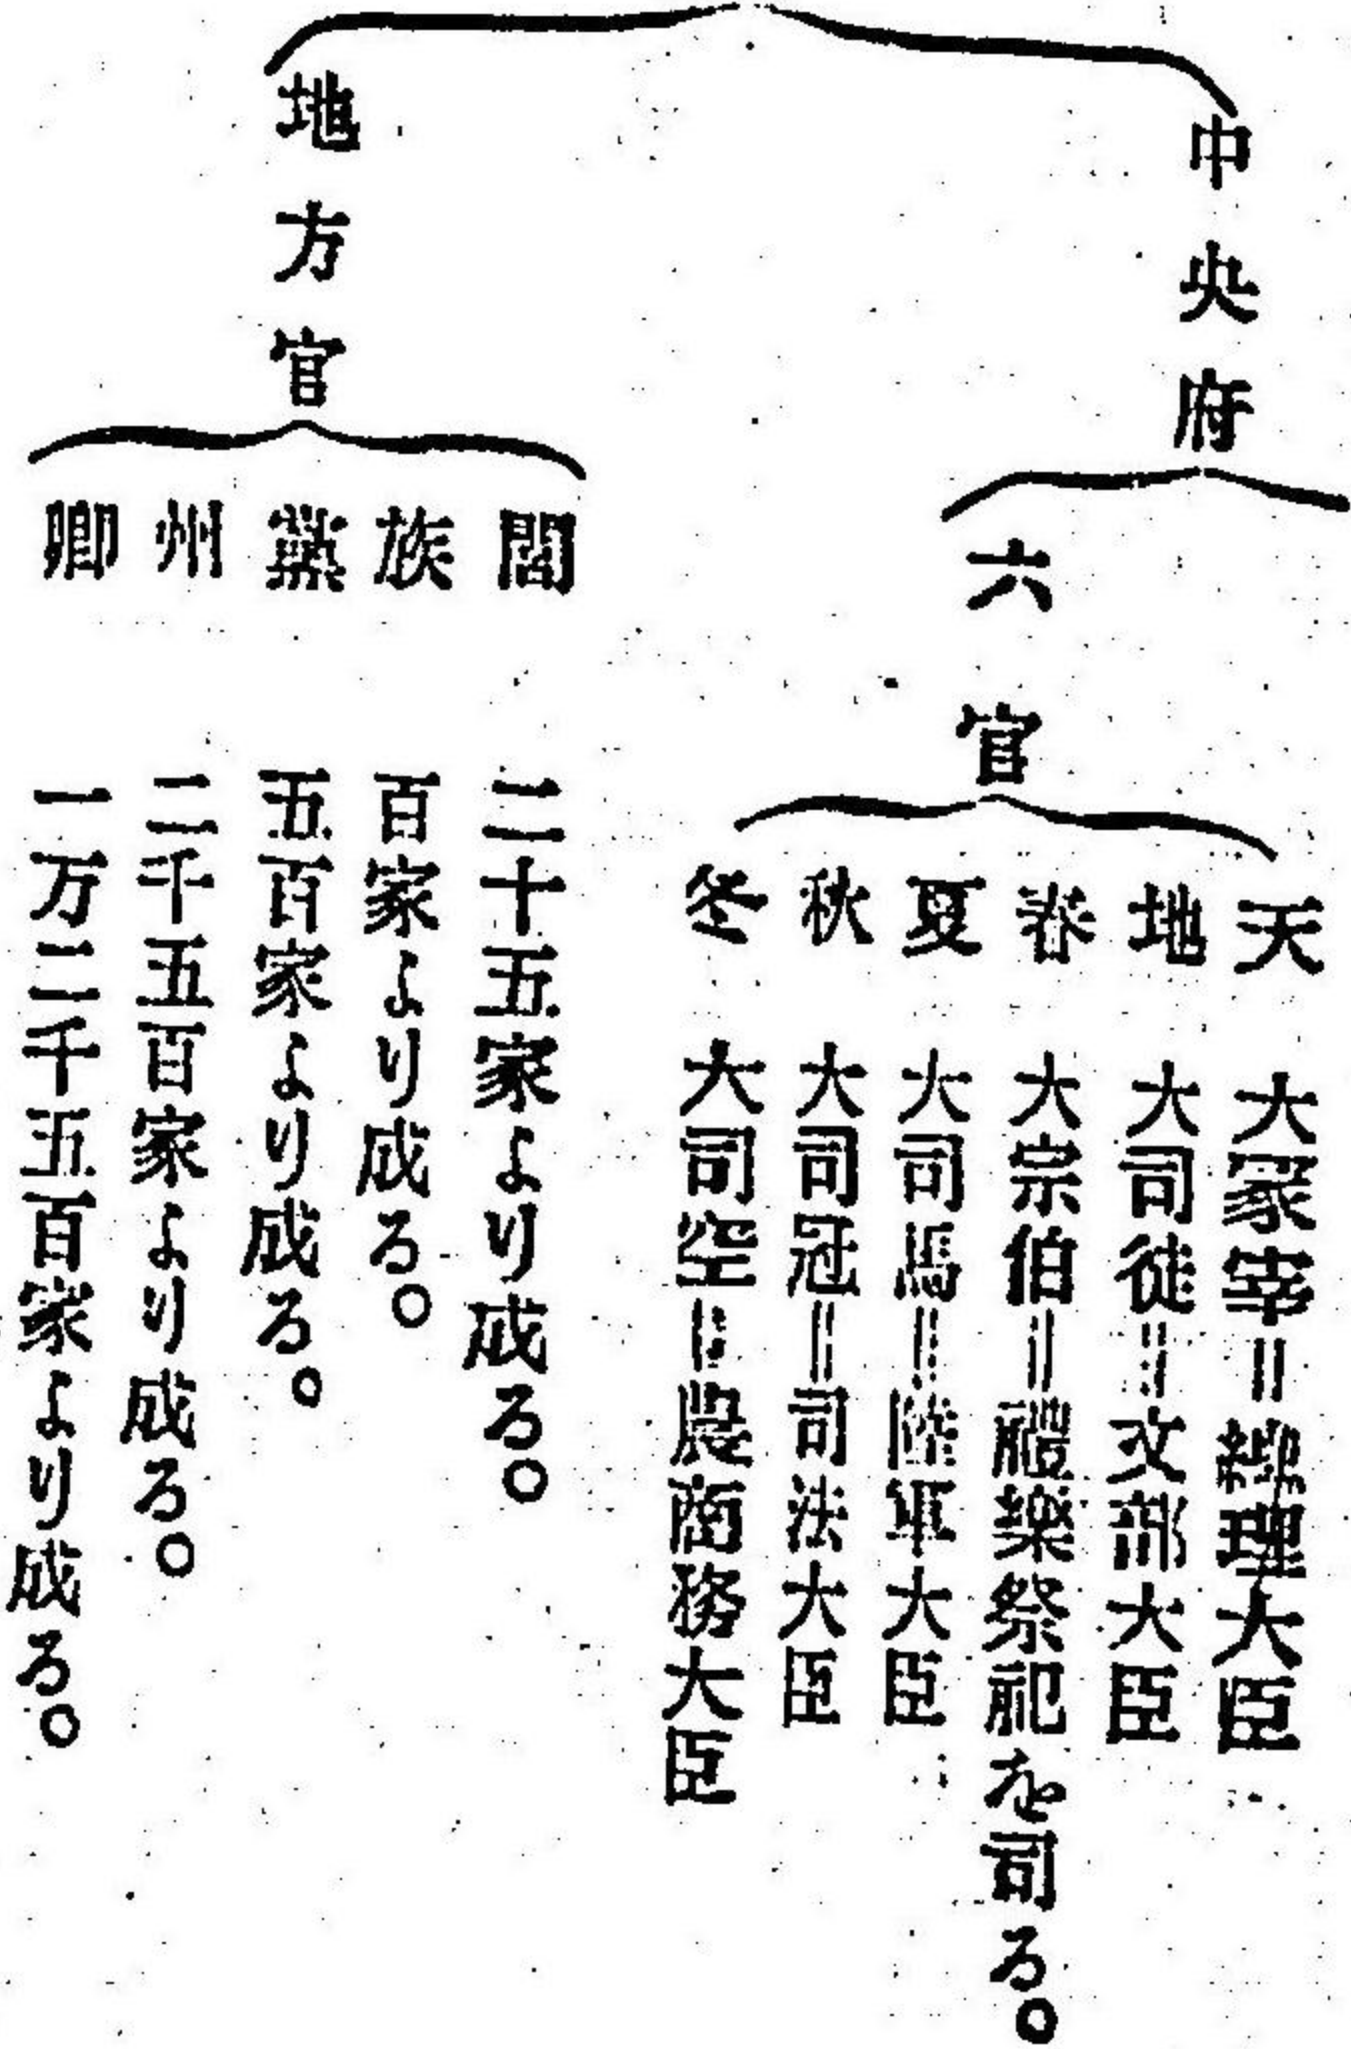 中央府
六官
天 大冢宰=總理大臣
地 大司徒=文部大臣
春 大宗伯=禮樂祭祀を司る。
夏 大司馬=陸軍大臣
秋 大司冠=司法大臣
冬 大司空=農商務大臣
地方官
閭 二十五家より成る。
族 百家より成る。
黨 五百家より成る。
州 二千五百家より成る。
卿 一万二千五百家より成る。